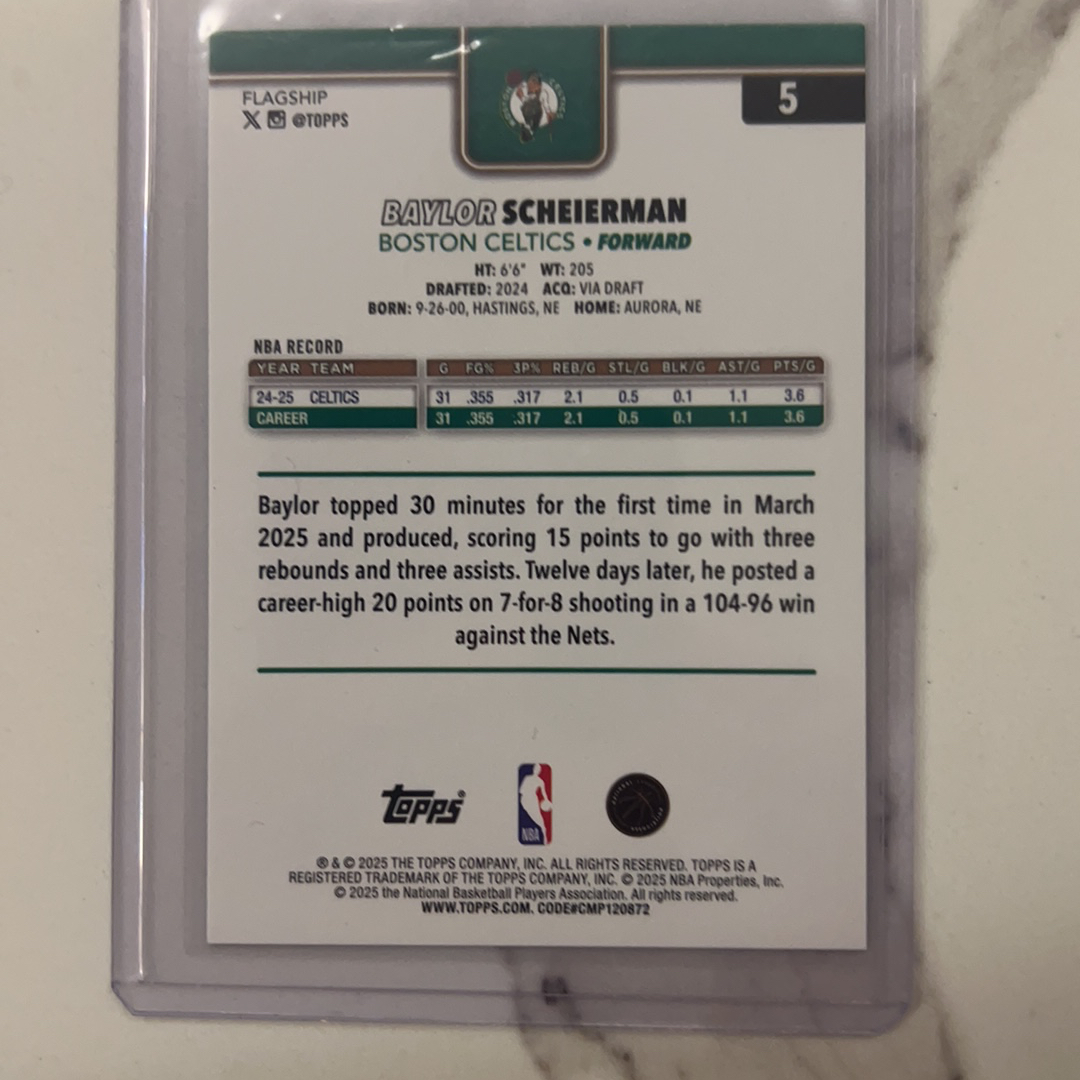 FLAGSHIP
5
X @TOPPS
BAYLOR SCHEIERMAN
BOSTON CELTICS • FORWARD
HT: 6'6" WT: 205
DRAFTED: 2024 ACQ: VIA DRAFT
BORN: 9-26-00, HASTINGS, NE HOME: AURORA, NE
NBA RECORD
YEAR TEAM G FG% 3P% REB/G STL/G BLK/G AST/G PTS/G
24-25 CELTICS 31 .355 .317 2.1 0.5 0.1 1.1 3.6
CAREER 31 .355 .317 2.1 0.5 0.1 1.1 3.6
Baylor topped 30 minutes for the first time in March
2025 and produced, scoring 15 points to go with three
rebounds and three assists. Twelve days later, he posted a
career-high 20 points on 7-for-8 shooting in a 104-96 win
against the Nets.
Topps®
NBA
® & © 2025 THE TOPPS COMPANY, INC. ALL RIGHTS RESERVED. TOPPS IS A
REGISTERED TRADEMARK OF THE TOPPS COMPANY, INC. © 2025 NBA Properties, Inc.
© 2025 the National Basketball Players Association. All rights reserved.
WWW.TOPPS.COM. CODE#CMP120872